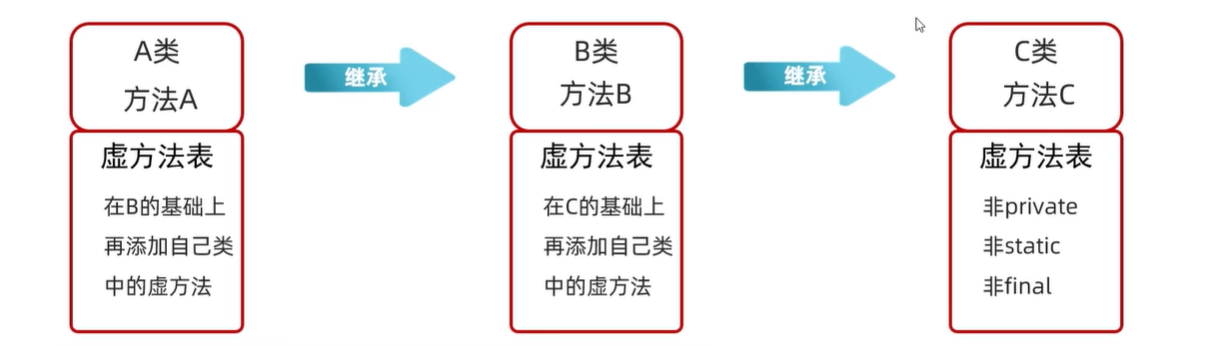 A类
方法A
虚方法表
在B的基础上
再添加自己类
中的虚方法
继承
B类
方法B
虚方法表
在C的基础上
再添加自己类
中的虚方法
继承
C类
方法C
虚方法表
非private
非static
非final